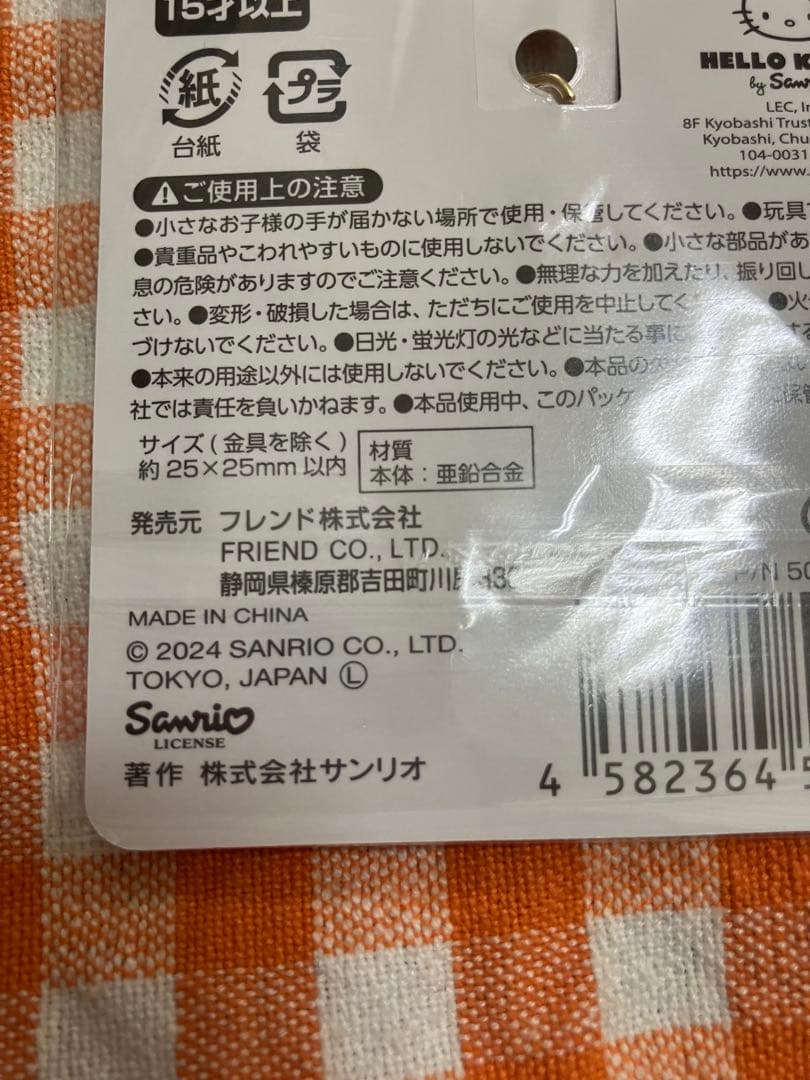 15才以上
紙
台紙
プラ
袋
HELLO K
by Sanr
LEC, In
8F Kyobashi Trust
Kyobashi, Chu
104-0031
https://www.
ご使用上の注意
●小さなお子様の手が届かない場所で使用・保管してください。●玩具
●貴重品やこわれやすいものに使用しないでください。●小さな部品があ
息の危険がありますのでご注意ください。●無理な力を加えたり、振り回し
さい。●変形・破損した場合は、ただちにご使用を中止してく ●火
づけないでください。●日光・蛍光灯の光などに当たる事に
●本来の用途以外には使用しないでください。●本品の
社では責任を負いかねます。●本品使用中、このパッケ 保管
サイズ(金具を除く)
約25×25mm以内
材質
本体:亜鉛合金
発売元 フレンド株式会社
FRIEND CO., LTD.
静岡県榛原郡吉田町川尻
P/N 50
MADE IN CHINA
© 2024 SANRIO CO., LTD.
TOKYO, JAPAN Ⓛ
Sanrio
LICENSE
著作 株式会社サンリオ
4 582364 5